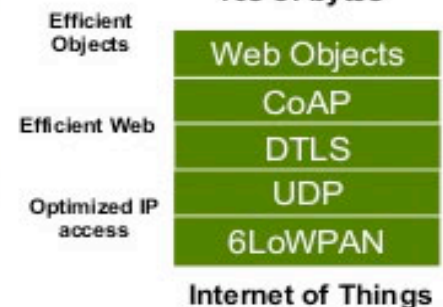 Efficient
Objects
Web Objects
CoAP
Efficient Web
DTLS
UDP
Optimized IP
access
6LoWPAN
Internet of Things